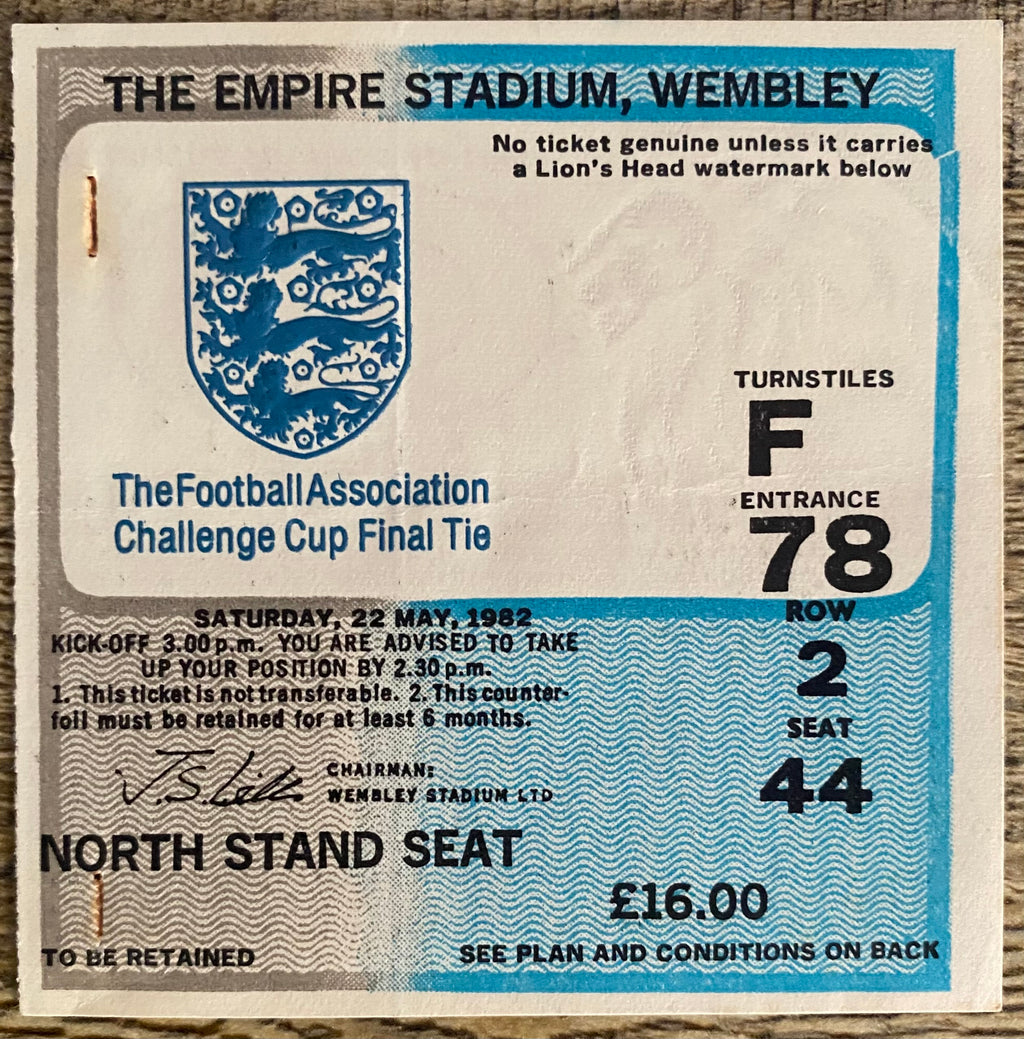 THE EMPIRE STADIUM, WEMBLEY
No ticket genuine unless it carries
a Lion's Head watermark below
TURNSTILES
F
ENTRANCE
78
The Football Association
Challenge Cup Final Tie
ROW
2
SEAT
44
SATURDAY, 22 MAY, 1982
KICK-OFF 3.00 p.m. YOU ARE ADVISED TO TAKE
UP YOUR POSITION BY 2.30 p.m.
1. This ticket is not transferable. 2. This counter-
foil must be retained for at least 6 months.
CHAIRMAN:
WEMBLEY STADIUM LTD
NORTH STAND SEAT
£16.00
TO BE RETAINED
SEE PLAN AND CONDITIONS ON BACK